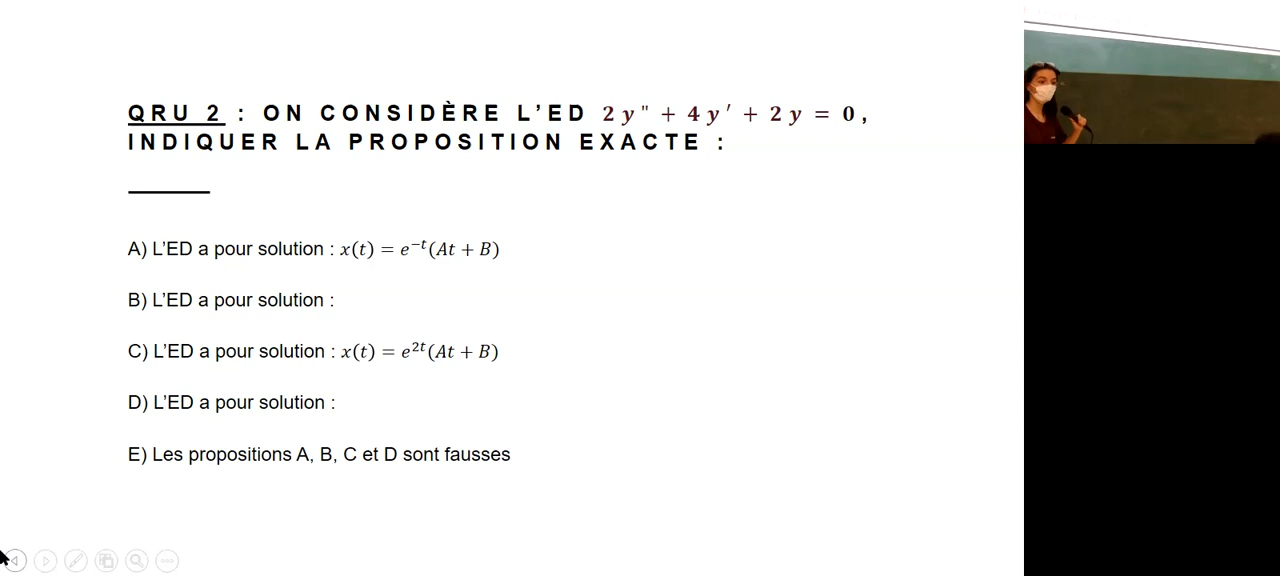 QRU 2 : ON CONSIDÈRE L'ED 2y" + 4y′ + 2y = 0,
INDIQUER LA PROPOSITION EXACTE :
A) L'ED a pour solution : x(t) = e⁻ᵗ(At + B)
B) L'ED a pour solution :
C) L'ED a pour solution : x(t) = e²ᵗ(At + B)
D) L'ED a pour solution :
E) Les propositions A, B, C et D sont fausses